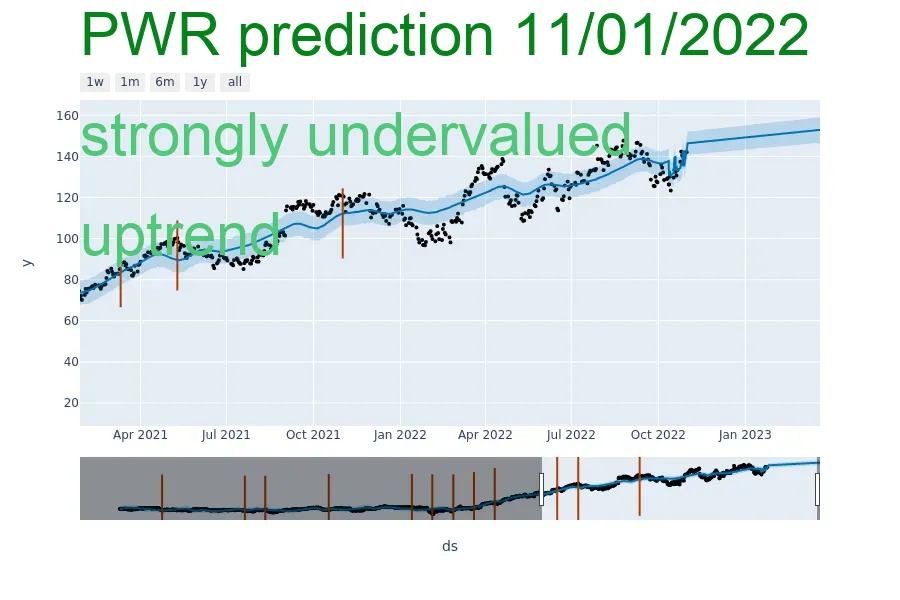 PWR prediction 11/01/2022
1w 1m 6m 1y all
160
strongly undervalued
140
120
uptrend
100
y
80
60
40
20
Apr 2021 Jul 2021 Oct 2021 Jan 2022 Apr 2022 Jul 2022 Oct 2022 Jan 2023
ds